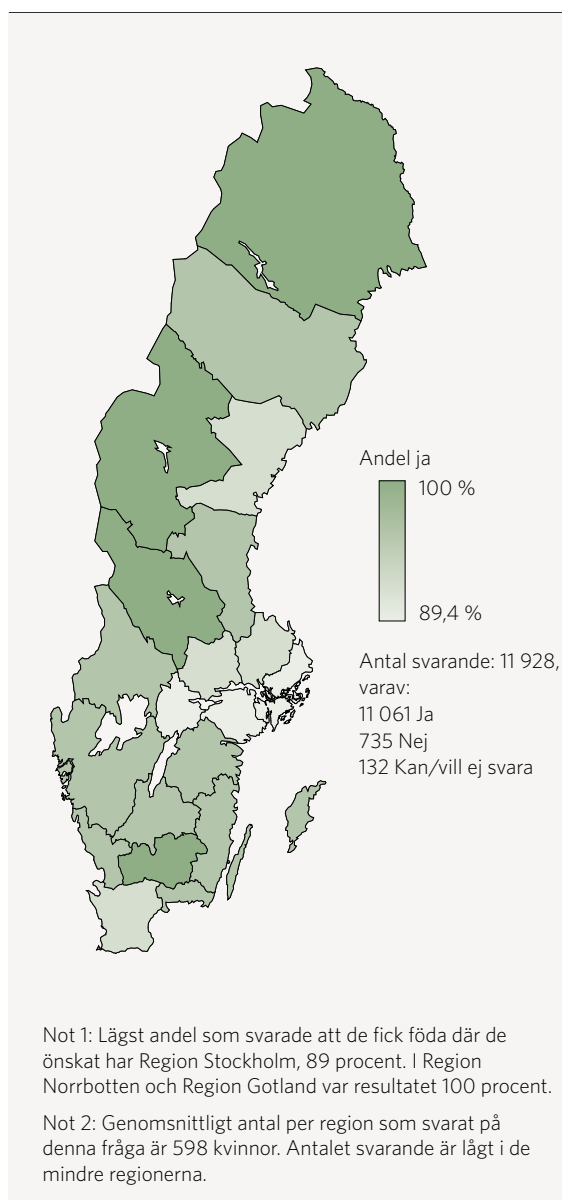 Andel ja
100 %
89,4 %
Antal svarande: 11 928,
varav:
11 061 Ja
735 Nej
132 Kan/vill ej svara
Not 1: Lägst andel som svarade att de fick föda där de
önskat har Region Stockholm, 89 procent. I Region
Norrbotten och Region Gotland var resultatet 100 procent.
Not 2: Genomsnittligt antal per region som svarat på
denna fråga är 598 kvinnor. Antalet svarande är lågt i de
mindre regionerna.